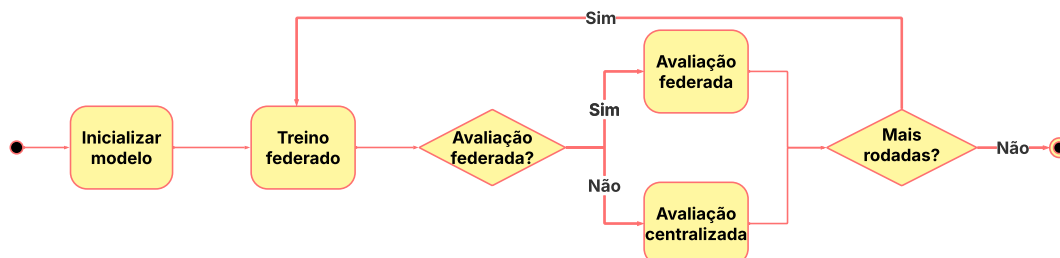 Sim
Inicializar
modelo
Treino
federado
Avaliação
federada?
Sim
Não
Avaliação
federada
Avaliação
centralizada
Mais
rodadas?
Não